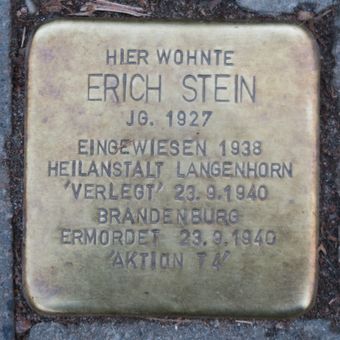 HIER WOHNTE
ERICH STEIN
JG. 1927
EINGEWIESEN 1938
HEILANSTALT LANGENHORN
'VERLEGT' 23.9.1940
BRANDENBURG
ERMORDET 23.9.1940
'AKTION T4'